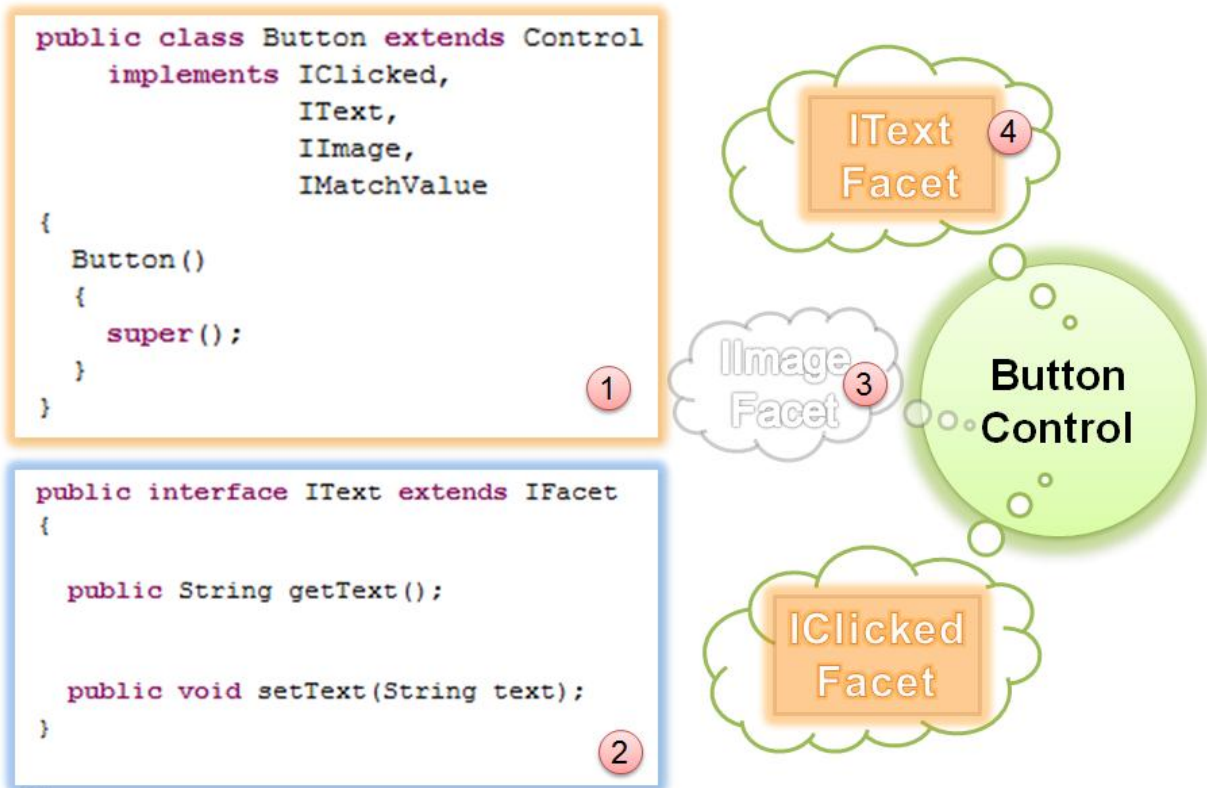 public class Button extends Control
implements IClicked,
IText,
IImage,
IMatchValue
{
Button()
{
super();
}
}
1
public interface IText extends IFacet
{
public String getText();
public void setText(String text);
}
2
IText
Facet
4
IImage
Facet
3
Button
Control
IClicked
Facet